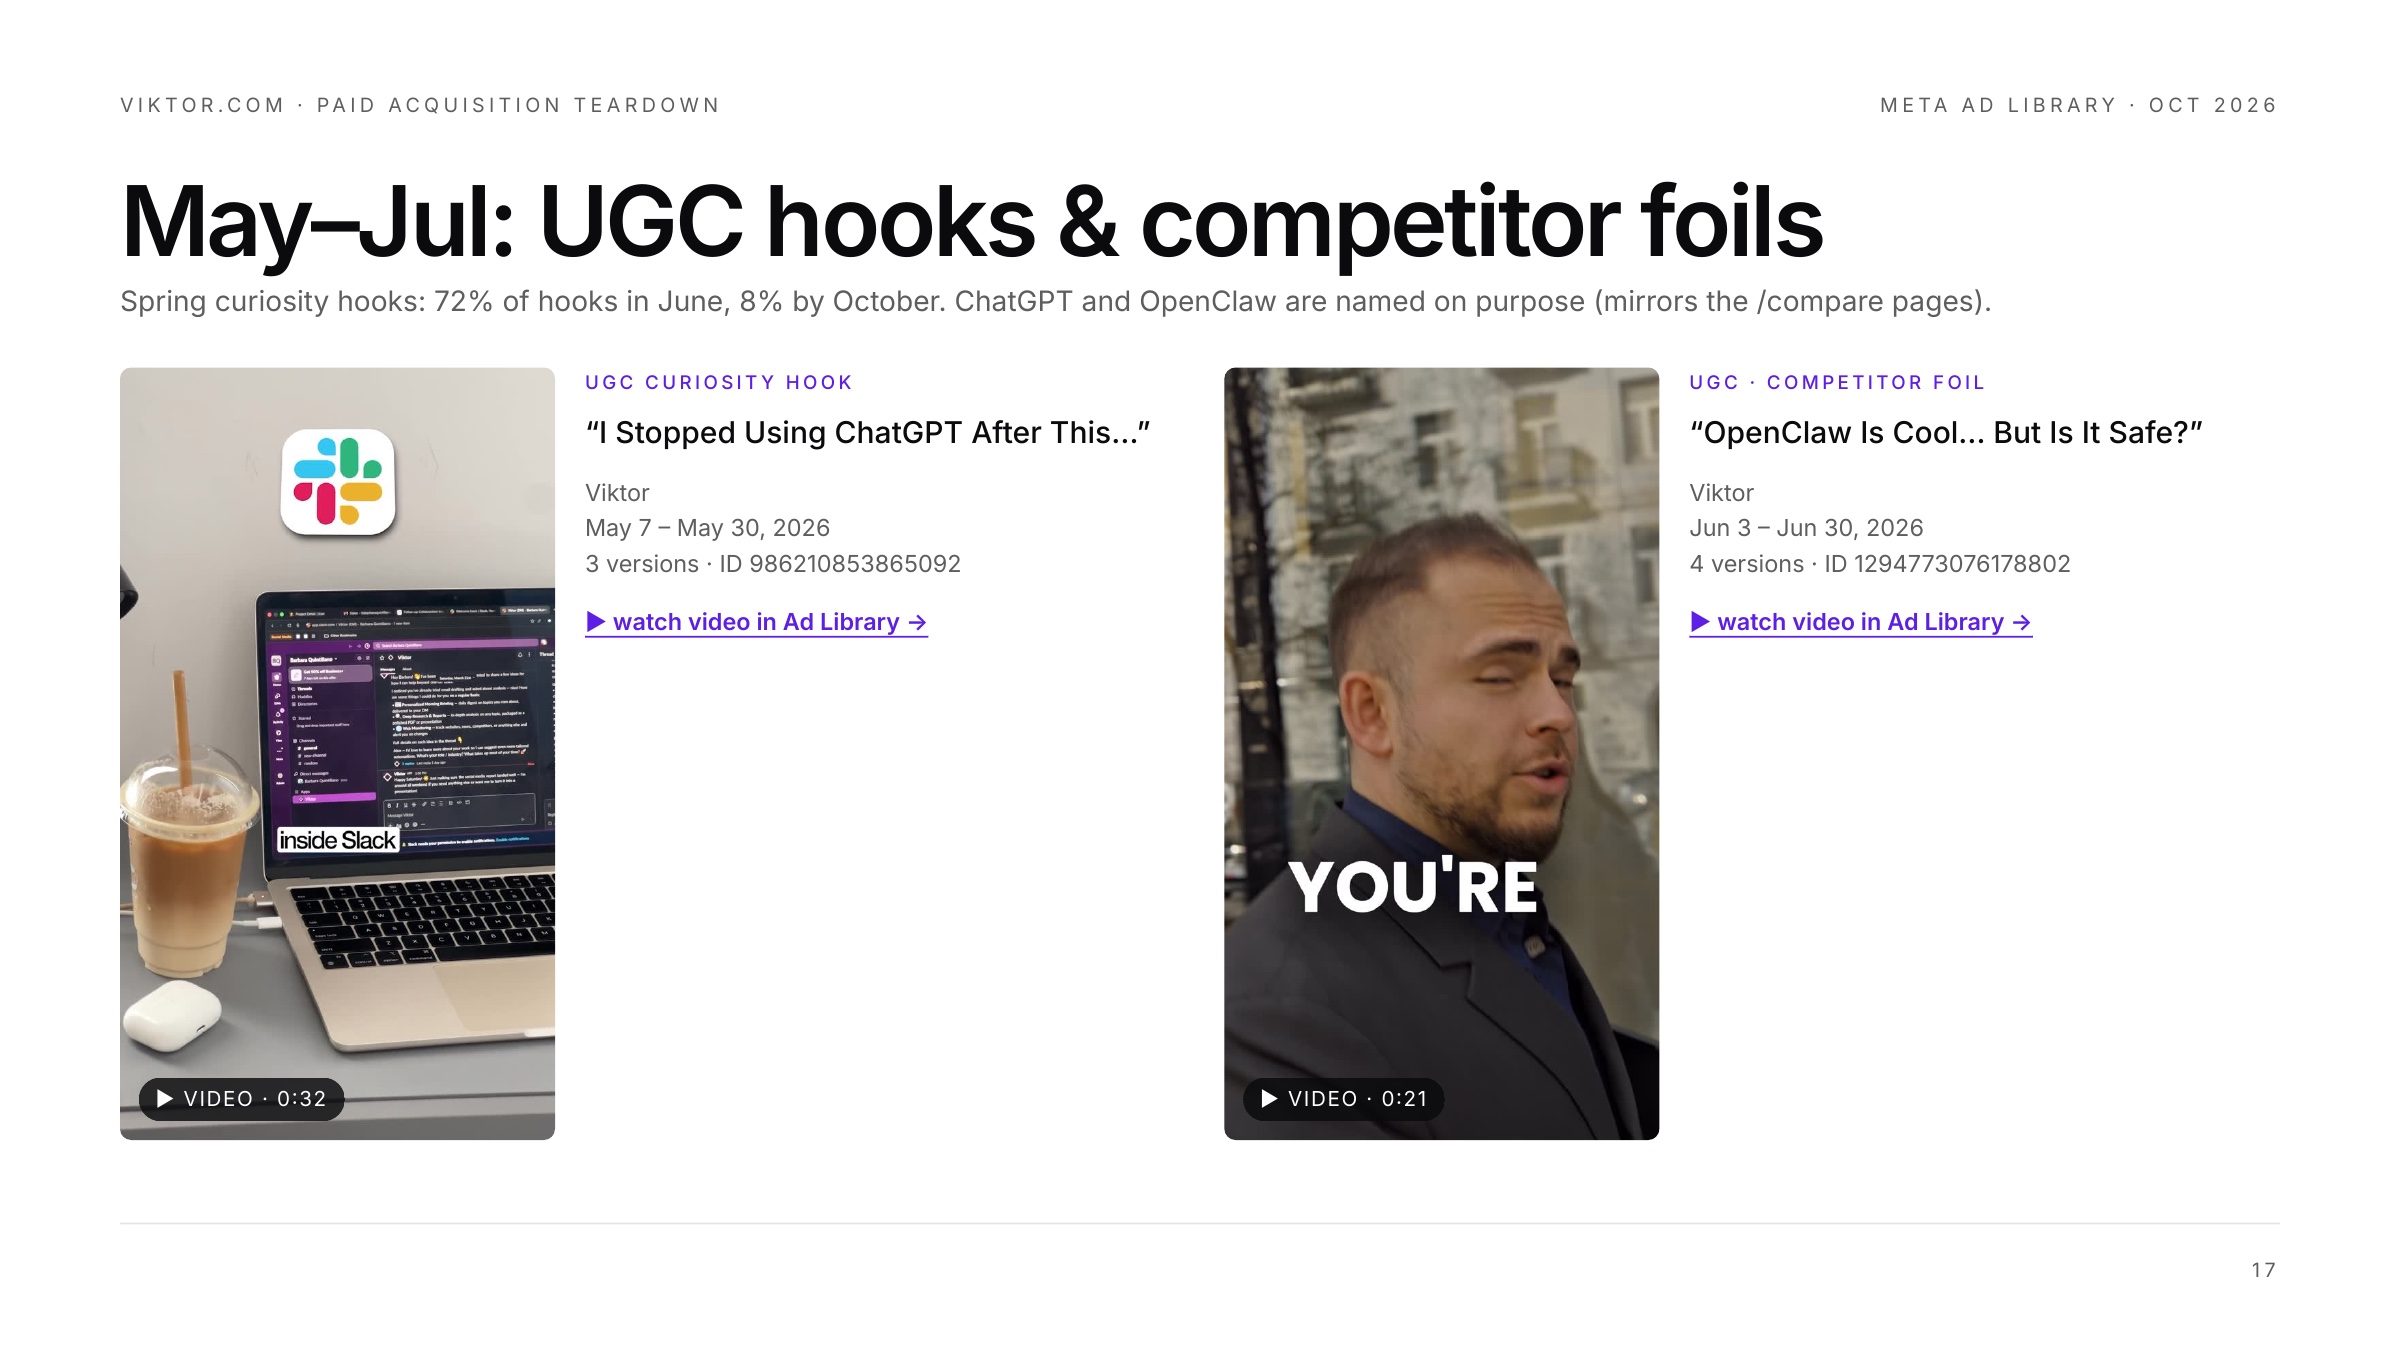 VIKTOR.COM · PAID ACQUISITION TEARDOWN
META AD LIBRARY · OCT 2026
May–Jul: UGC hooks & competitor foils
Spring curiosity hooks: 72% of hooks in June, 8% by October. ChatGPT and OpenClaw are named on purpose (mirrors the /compare pages).
inside Slack
▶ VIDEO · 0:32
UGC CURIOSITY HOOK
“I Stopped Using ChatGPT After This…”
Viktor
May 7 – May 30, 2026
3 versions · ID 986210853865092
▶ watch video in Ad Library →
YOU'RE
▶ VIDEO · 0:21
UGC · COMPETITOR FOIL
“OpenClaw Is Cool… But Is It Safe?”
Viktor
Jun 3 – Jun 30, 2026
4 versions · ID 1294773076178802
▶ watch video in Ad Library →
17